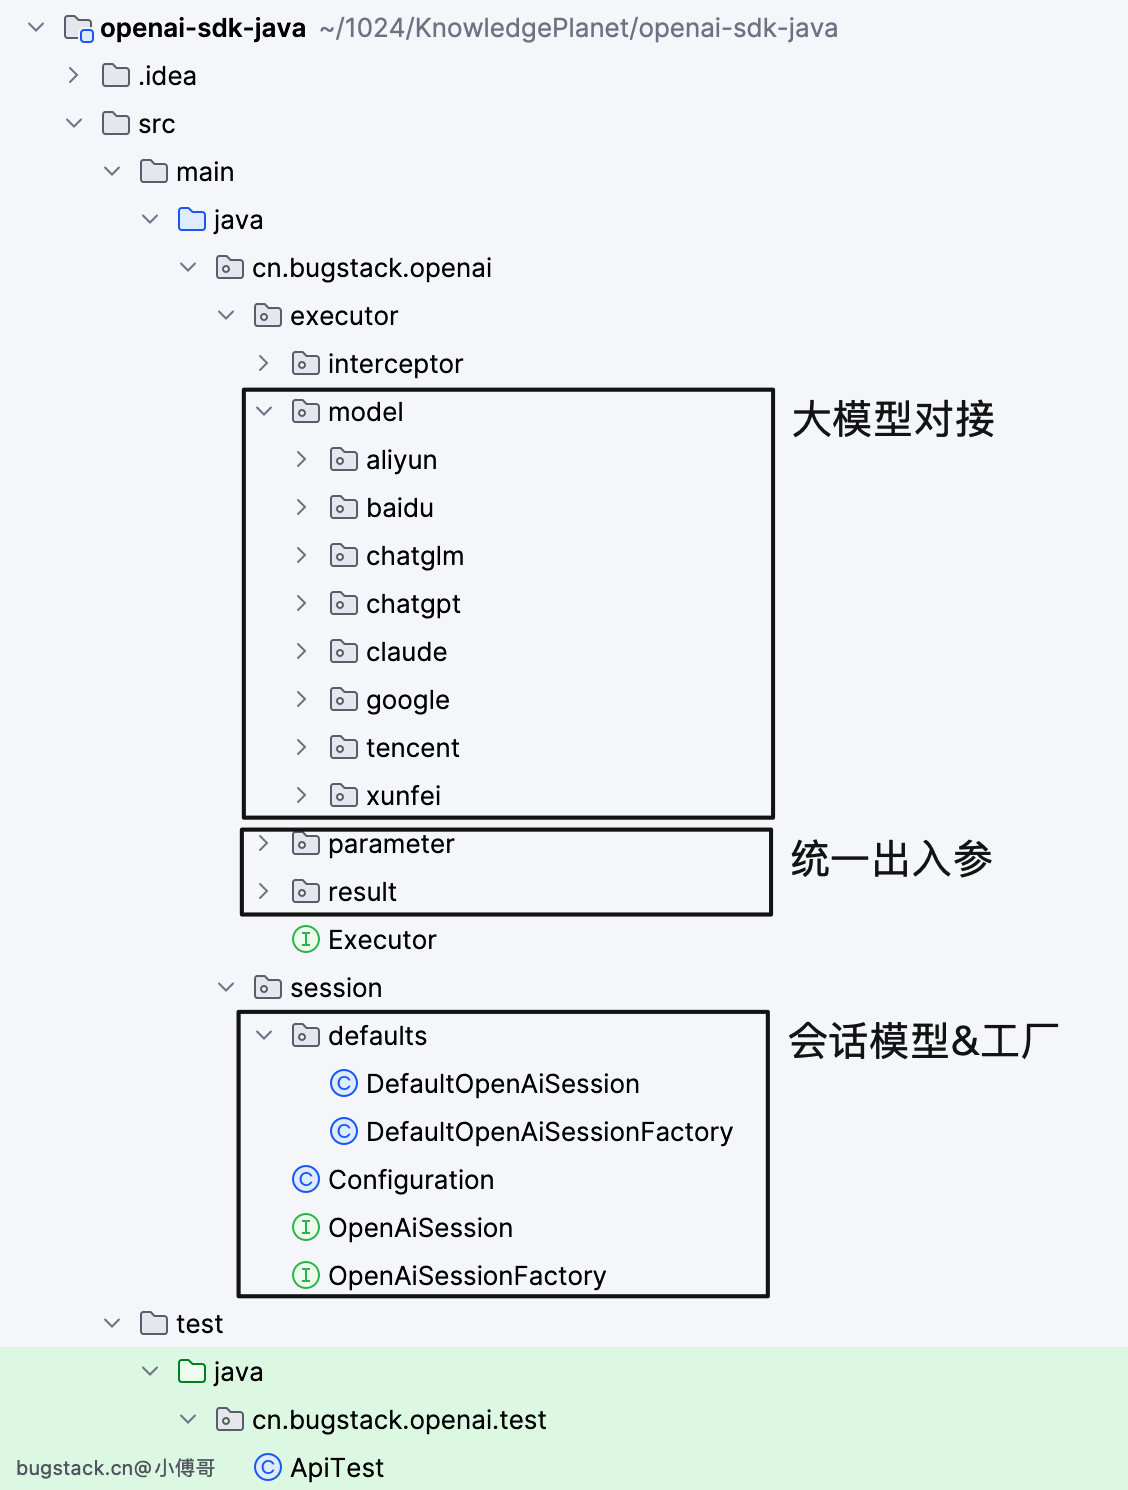 openai-sdk-java ~/1024/KnowledgePlanet/openai-sdk-java
.idea
src
main
java
cn.bugstack.openai
executor
interceptor
model
大模型对接
aliyun
baidu
chatglm
chatgpt
claude
google
tencent
xunfei
parameter
统一出入参
result
Executor
session
defaults
会话模型&工厂
DefaultOpenAiSession
DefaultOpenAiSessionFactory
Configuration
OpenAiSession
OpenAiSessionFactory
test
java
cn.bugstack.openai.test
bugstack.cn@小傅哥 ApiTest